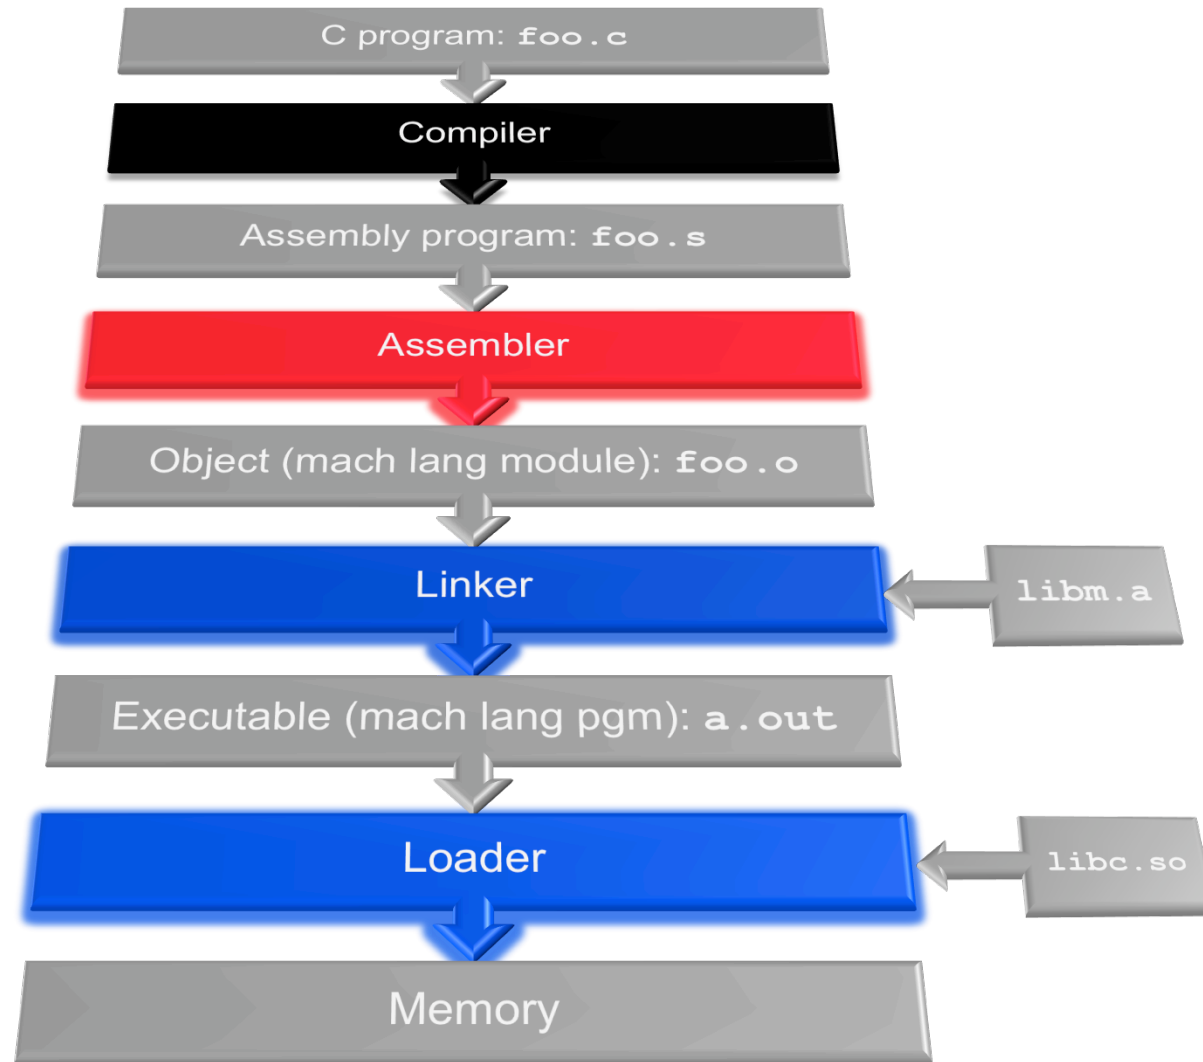 C program: foo.c
Compiler
Assembly program: foo.s
Assembler
Object (mach lang module): foo.o
Linker
libm.a
Executable (mach lang pgm): a.out
Loader
libc.so
Memory